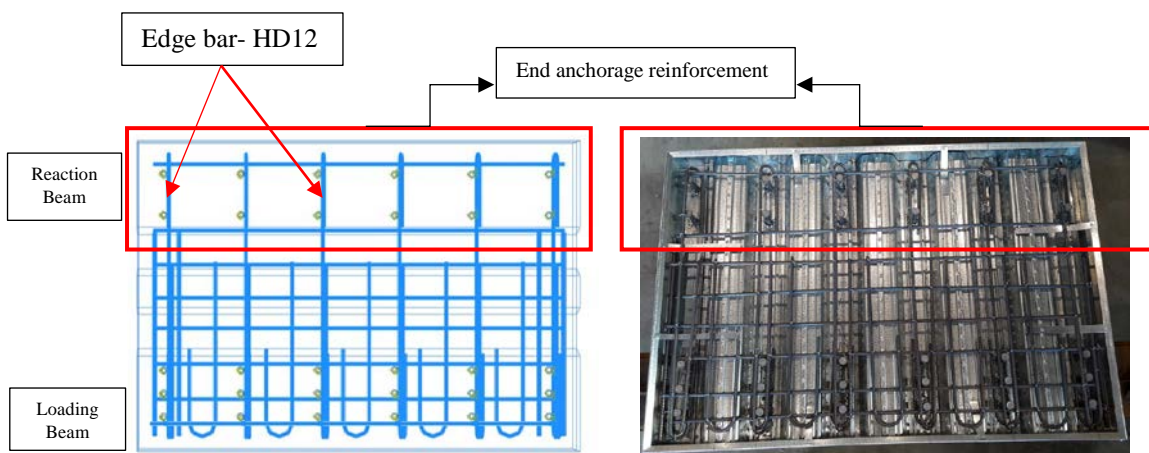 Edge bar- HD12
End anchorage reinforcement
Reaction
Beam
Loading
Beam